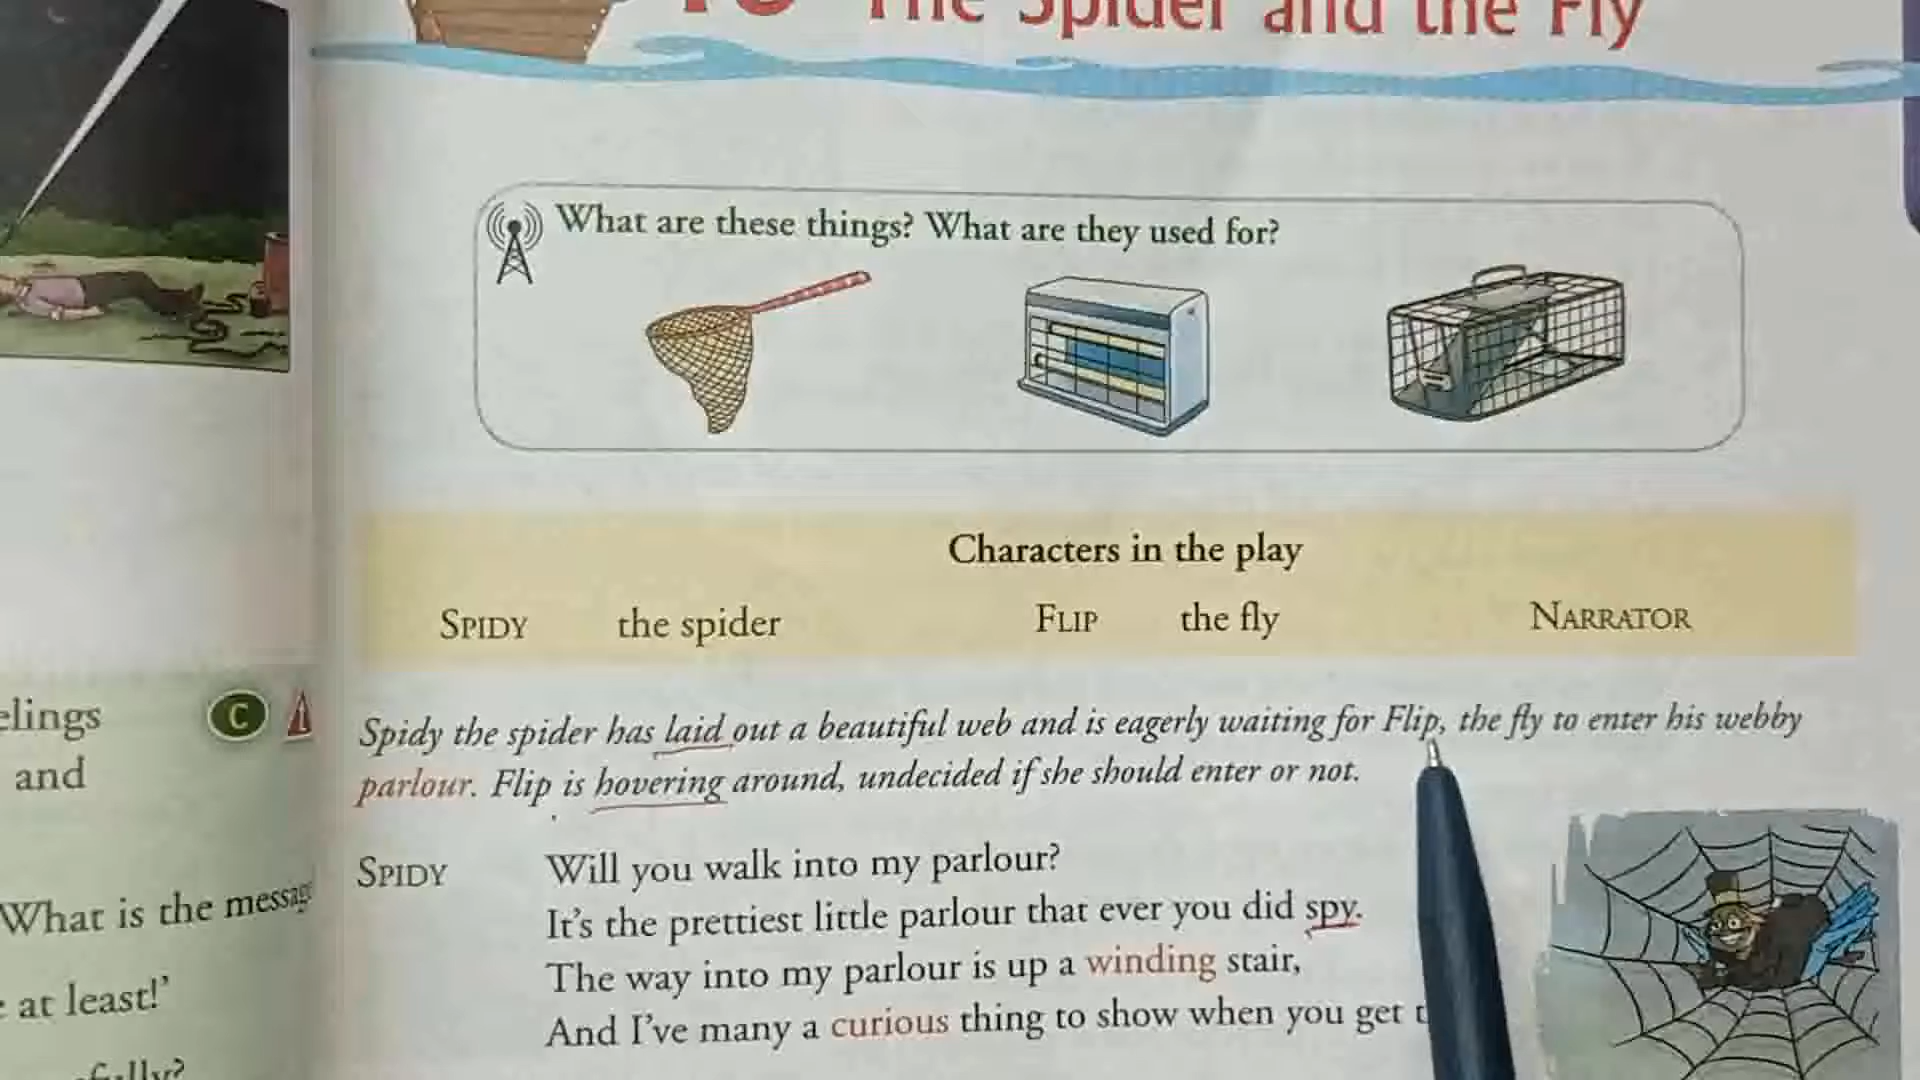 The Spider and the Fly
What are these things? What are they used for?
Characters in the play
SPIDY the spider FLIP the fly NARRATOR
Spidy the spider has laid out a beautiful web and is eagerly waiting for Flip, the fly to enter his webby
parlour. Flip is hovering around, undecided if she should enter or not.
SPIDY Will you walk into my parlour?
It's the prettiest little parlour that ever you did spy.
The way into my parlour is up a winding stair,
And I've many a curious thing to show when you get
C
and
What is the messag
at least!'